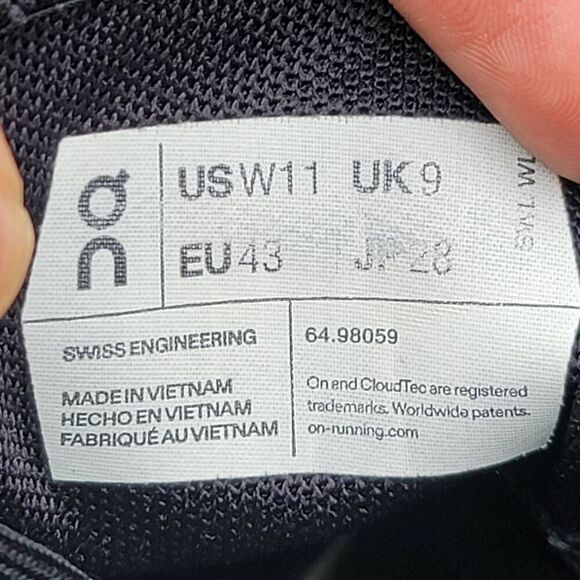 on
USW11 UK9
EU43 JP28
SWISS ENGINEERING
MADE IN VIETNAM
HECHO EN VIETNAM
FABRIQUÉ AU VIETNAM
64.98059
On and CloudTec are registered
trademarks. Worldwide patents.
on-running.com